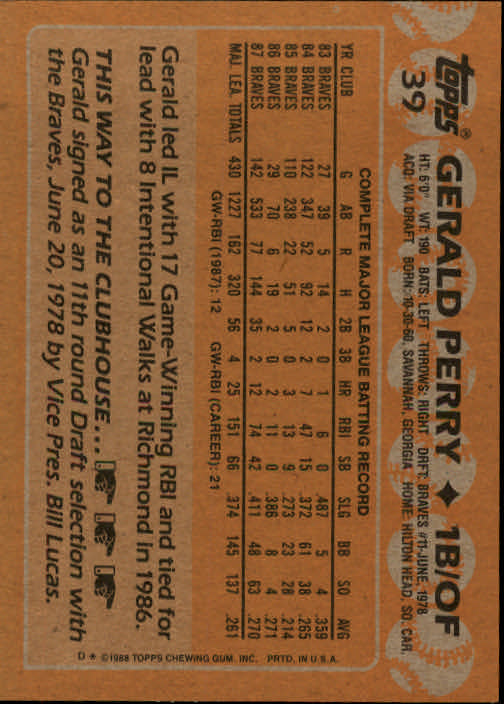 topps®
39
GERALD PERRY ♦ 1B/OF
HT: 6'0" WT: 191 BATS: LEFT THROWS: RIGHT DRFT: BRAVES #11-JUNE, 1978
ACQ: VIA DRAFT BORN: 10-30-60, SAVANNAH, GEORGIA HOME: HILTON HEAD, SO. CAR.
COMPLETE MAJOR LEAGUE BATTING RECORD
YR CLUB G AB R H 2B 3B HR RBI SB SLG BB SO AVG
83 BRAVES 27 39 5 14 2 0 1 6 0 .487 5 4 .359
84 BRAVES 122 347 52 92 12 2 7 47 15 .372 61 38 .265
85 BRAVES 110 238 22 51 5 0 3 13 9 .273 23 28 .214
86 BRAVES 29 70 6 19 2 0 2 11 0 .386 8 4 .271
87 BRAVES 142 533 77 144 35 2 12 74 42 .411 48 63 .270
MAJ. LEA. TOTALS 430 1227 162 320 56 4 25 151 66 .374 145 137 .261
GW-RBI (1987): 12 GW-RBI (CAREER): 21
Gerald led IL with 17 Game-Winning RBI and tied for
lead with 8 Intentional Walks at Richmond in 1986.
THIS WAY TO THE CLUBHOUSE...
Gerald signed as an 11th round Draft selection with
the Braves, June 20, 1978 by Vice Pres. Bill Lucas.
D * ©1988 TOPPS CHEWING GUM, INC. PRTD. IN U.S.A.